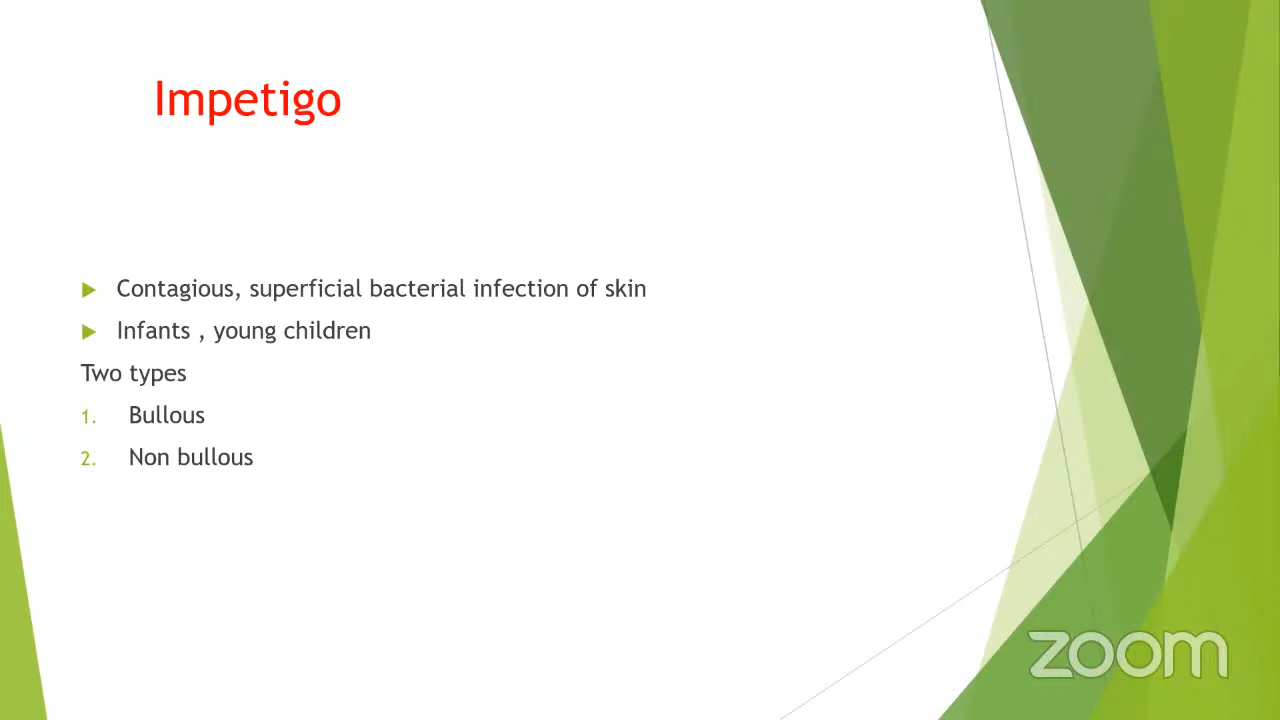 Impetigo
Contagious, superficial bacterial infection of skin
Infants , young children
Two types
1. Bullous
2. Non bullous
zoom